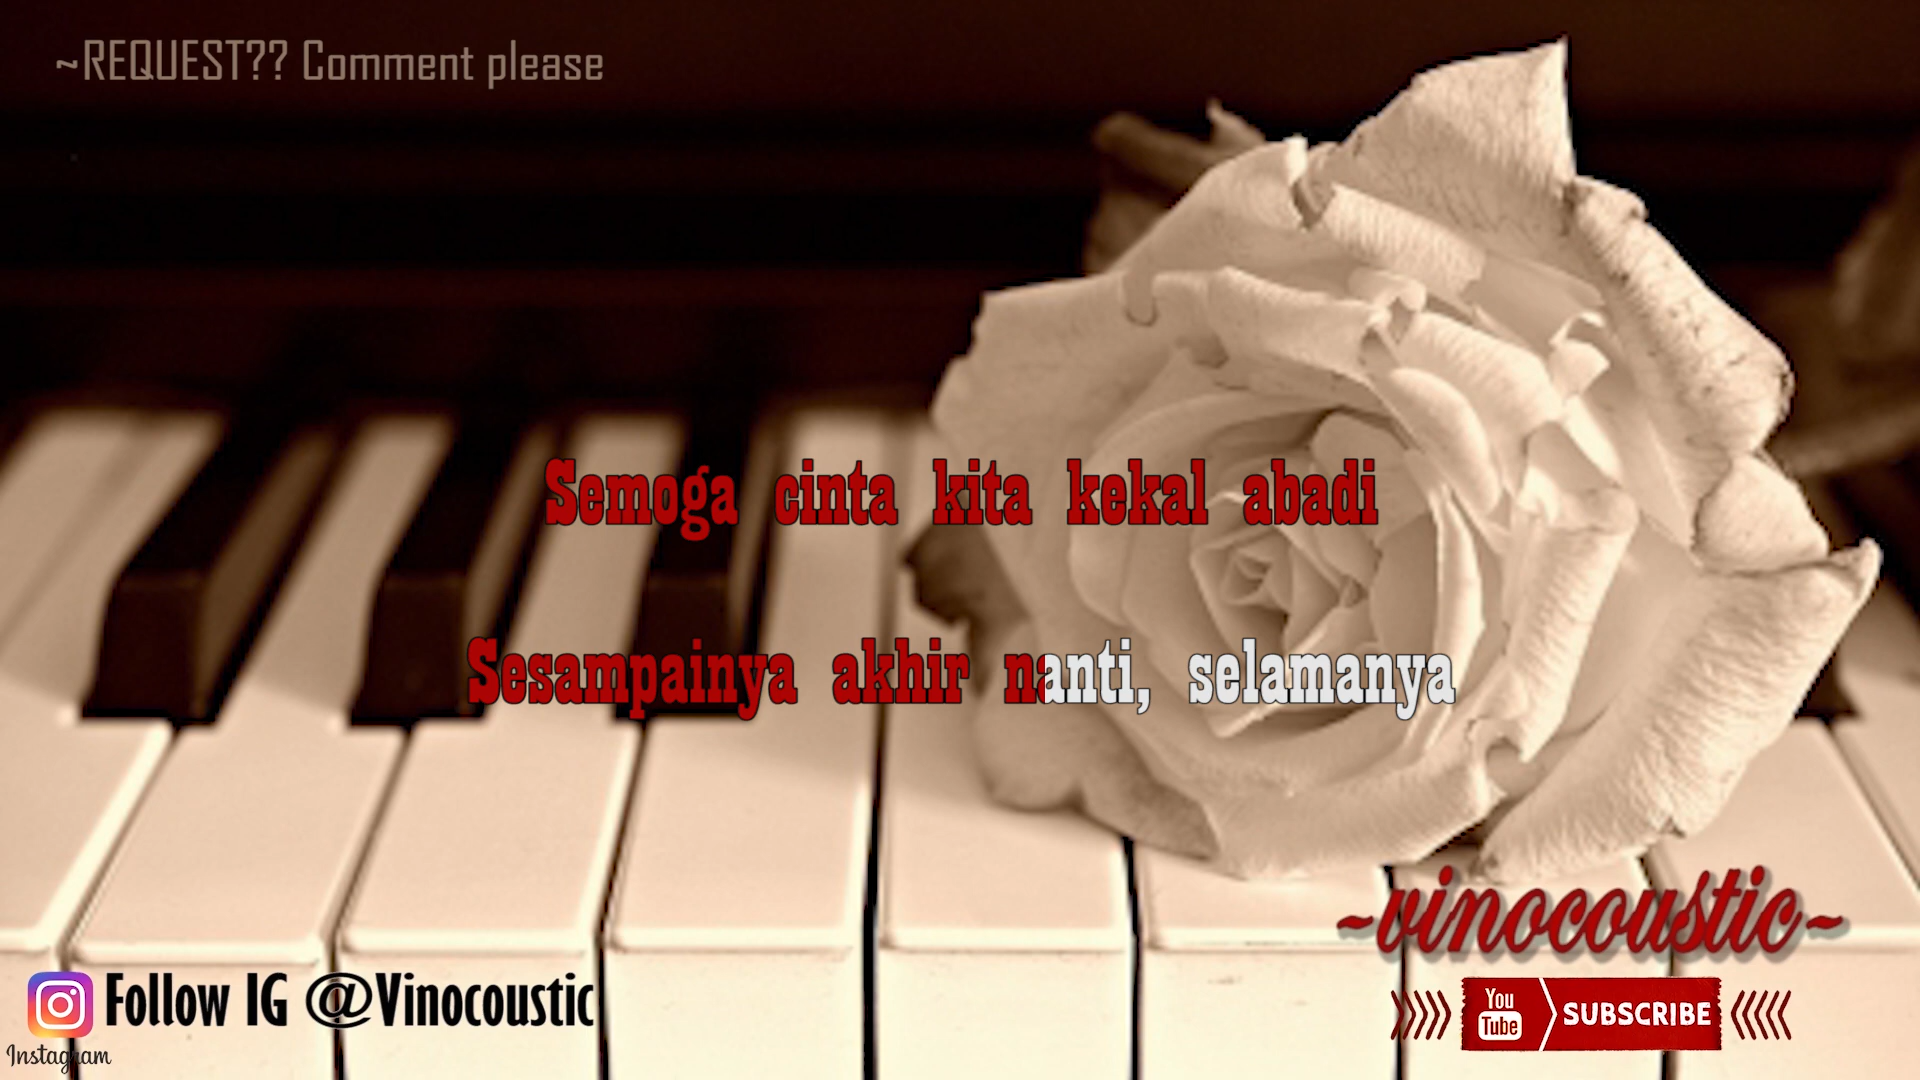 ~REQUEST?? Comment please
Semoga cinta kita kekal abadi
Sesampainya akhir nanti, selamanya
~vinocoustic~
Follow IG @Vinocoustic
You Tube SUBSCRIBE
Instagram